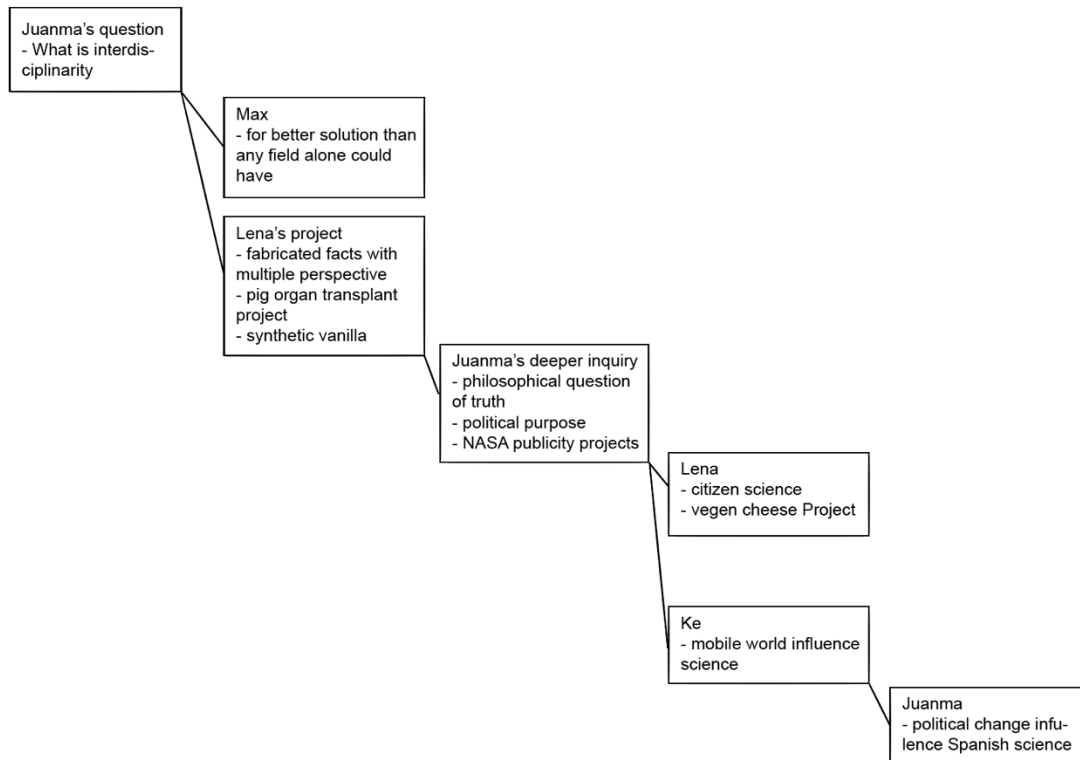 Juanma's question
- What is interdis-
ciplinarity
Max
- for better solution than
any field alone could
have
Lena's project
- fabricated facts with
multiple perspective
- pig organ transplant
project
- synthetic vanilla
Juanma's deeper inquiry
- philosophical question
of truth
- political purpose
- NASA publicity projects
Lena
- citizen science
- vegen cheese Project
Ke
- mobile world influence
science
Juanma
- political change infu-
lence Spanish science